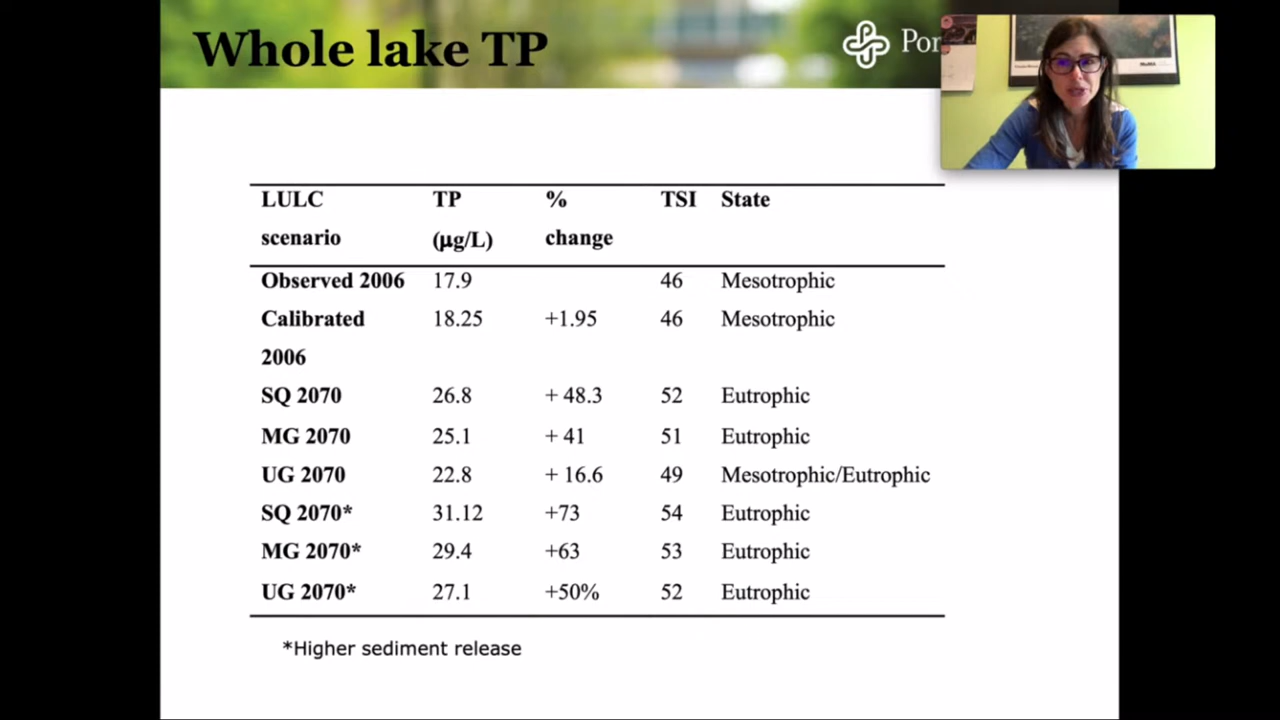 Whole lake TP
Por
LULC scenario TP (µg/L) % change TSI State
Observed 2006 17.9 46 Mesotrophic
Calibrated 2006 18.25 +1.95 46 Mesotrophic
SQ 2070 26.8 + 48.3 52 Eutrophic
MG 2070 25.1 + 41 51 Eutrophic
UG 2070 22.8 + 16.6 49 Mesotrophic/Eutrophic
SQ 2070* 31.12 +73 54 Eutrophic
MG 2070* 29.4 +63 53 Eutrophic
UG 2070* 27.1 +50% 52 Eutrophic
*Higher sediment release